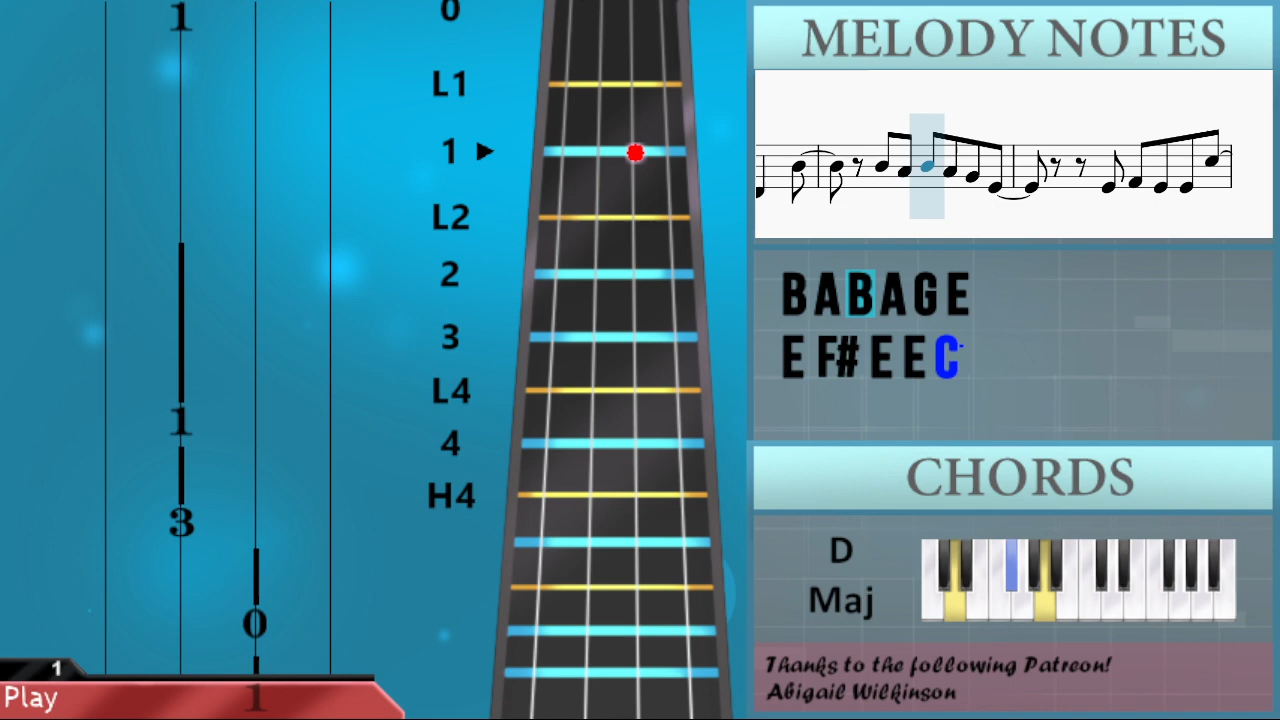 1
1
3
0
1
1
Play
0
L1
1
L2
2
3
L4
4
H4
MELODY NOTES
B A B A G E
E F# E E C
CHORDS
D
Maj
Thanks to the following Patreon!
Abigail Wilkinson